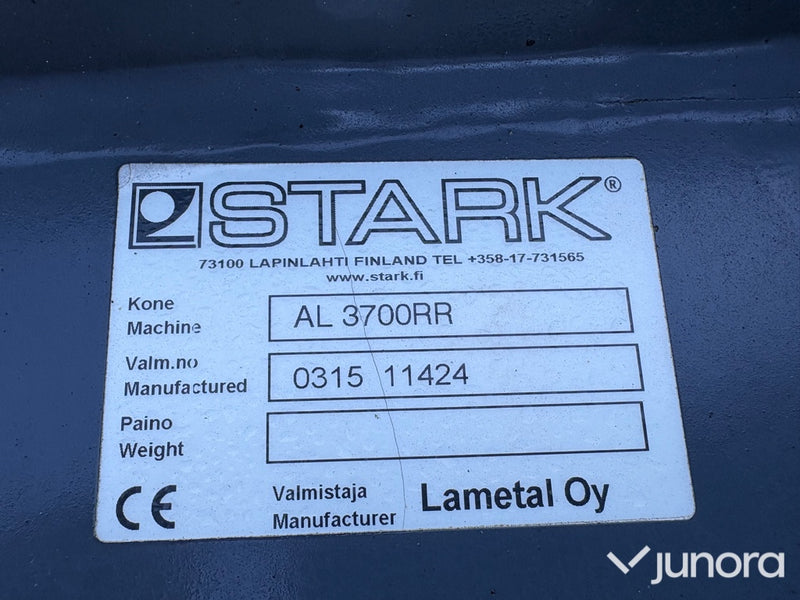 STARK®
73100 LAPINLAHTI FINLAND TEL +358-17-731565
www.stark.fi
Kone
Machine
AL 3700RR
Valm.no
Manufactured
0315 11424
Paino
Weight
CE
Valmistaja
Manufacturer
Lametal Oy
junora